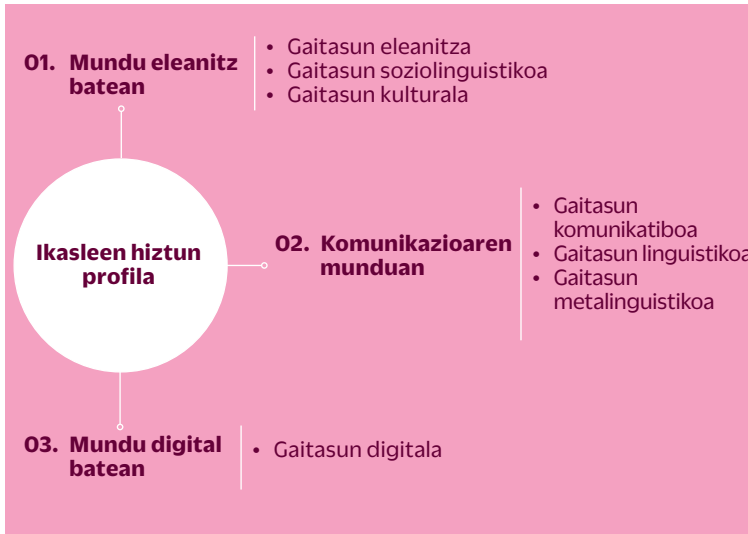 01. Mundu eleanitz
batean
• Gaitasun eleanitza
• Gaitasun soziolinguistikoa
• Gaitasun kulturala
Ikasleen hiztun
profila
02. Komunikazioaren
munduan
• Gaitasun
komunikatiboa
• Gaitasun linguistikoa
• Gaitasun
metalinguistikoa
03. Mundu digital
batean
• Gaitasun digitala